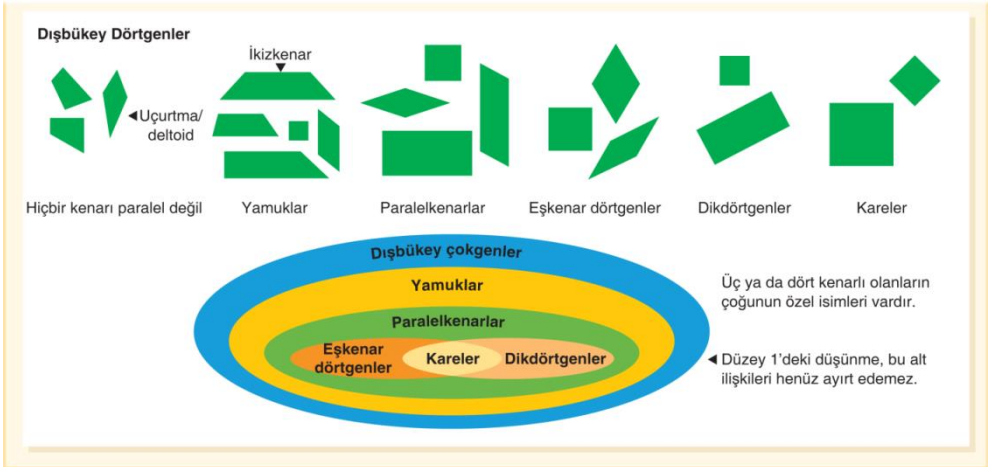 Dışbükey Dörtgenler
İkizkenar
Uçurtma/
deltoid
Hiçbir kenarı paralel değil
Yamuklar
Paralelkenarlar
Eşkenar dörtgenler
Dikdörtgenler
Kareler
Dışbükey çokgenler
Yamuklar
Paralelkenarlar
Eşkenar
dörtgenler
Kareler
Dikdörtgenler
Üç ya da dört kenarlı olanların
çoğunun özel isimleri vardır.
Düzey 1'deki düşünme, bu alt
ilişkileri henüz ayırt edemez.